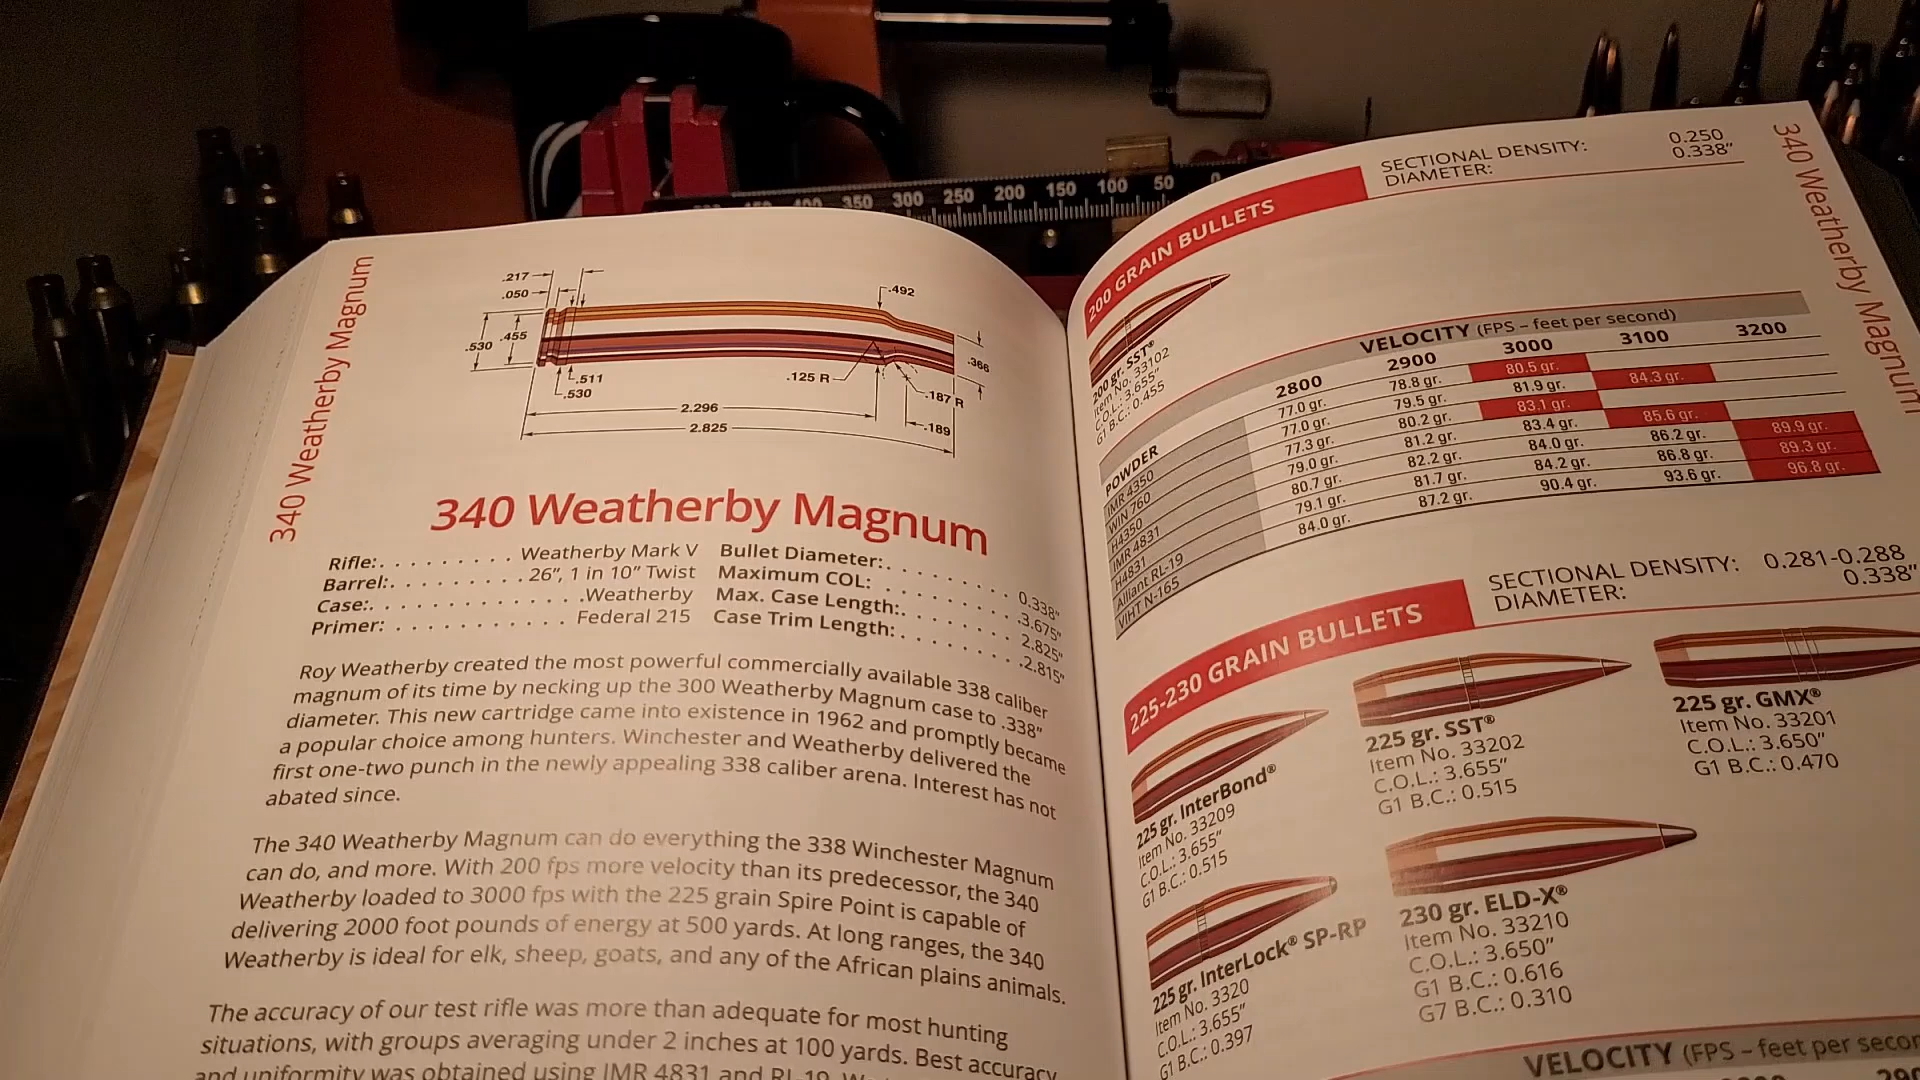 340 Weatherby Magnum
.217
.050
.492
.530
.455
.366
.511
.530
.125 R
.187 R
2.296
.189
2.825
340 Weatherby Magnum
Rifle: . . . . . . . . . Weatherby Mark V
Barrel: . . . . . . . . . 26", 1 in 10" Twist
Case: . . . . . . . . . . . . . . Weatherby
Primer: . . . . . . . . . . . Federal 215
Bullet Diameter: . . . . . . . . . 0.338"
Maximum COL: . . . . . . . . . . 3.675"
Max. Case Length: . . . . . . . . 2.825"
Case Trim Length: . . . . . . . . 2.815"
Roy Weatherby created the most powerful commercially available 338 caliber
magnum of its time by necking up the 300 Weatherby Magnum case to .338"
diameter. This new cartridge came into existence in 1962 and promptly became
a popular choice among hunters. Winchester and Weatherby delivered the
first one-two punch in the newly appealing 338 caliber arena. Interest has not
abated since.
The 340 Weatherby Magnum can do everything the 338 Winchester Magnum
can do, and more. With 200 fps more velocity than its predecessor, the 340
Weatherby loaded to 3000 fps with the 225 grain Spire Point is capable of
delivering 2000 foot pounds of energy at 500 yards. At long ranges, the 340
Weatherby is ideal for elk, sheep, goats, and any of the African plains animals.
The accuracy of our test rifle was more than adequate for most hunting
situations, with groups averaging under 2 inches at 100 yards. Best accuracy
and uniformity was obtained using IMR 4831 and RL 19.
350 300 250 200 150 100 50 0
340 Weatherby Magnum
200 GRAIN BULLETS
SECTIONAL DENSITY: 0.250
DIAMETER: 0.338"
200 gr. SST®
Item No. 33102
C.O.L.: 3.655"
G1 B.C.: 0.455
VELOCITY (FPS – feet per second)
POWDER 2800 2900 3000 3100 3200
IMR 4350 77.0 gr. 78.8 gr. 80.5 gr.
WIN 760 77.0 gr. 79.5 gr. 81.9 gr. 84.3 gr.
H4350 77.3 gr. 80.2 gr. 83.1 gr.
IMR 4831 79.0 gr. 81.2 gr. 83.4 gr. 85.6 gr.
H4831 80.7 gr. 82.2 gr. 84.0 gr. 86.2 gr. 89.9 gr.
Alliant RL-19 79.1 gr. 81.7 gr. 84.2 gr. 86.8 gr. 89.3 gr.
VIHT N-165 84.0 gr. 87.2 gr. 90.4 gr. 93.6 gr. 96.8 gr.
225-230 GRAIN BULLETS
SECTIONAL DENSITY: 0.281-0.288
DIAMETER: 0.338"
225 gr. InterBond®
Item No. 33209
C.O.L.: 3.655"
G1 B.C.: 0.515
225 gr. SST®
Item No. 33202
C.O.L.: 3.655"
G1 B.C.: 0.515
225 gr. GMX®
Item No. 33201
C.O.L.: 3.650"
G1 B.C.: 0.470
225 gr. InterLock® SP-RP
Item No. 3320
C.O.L.: 3.655"
G1 B.C.: 0.397
230 gr. ELD-X®
Item No. 33210
C.O.L.: 3.650"
G1 B.C.: 0.616
G7 B.C.: 0.310
VELOCITY (FPS – feet per secon